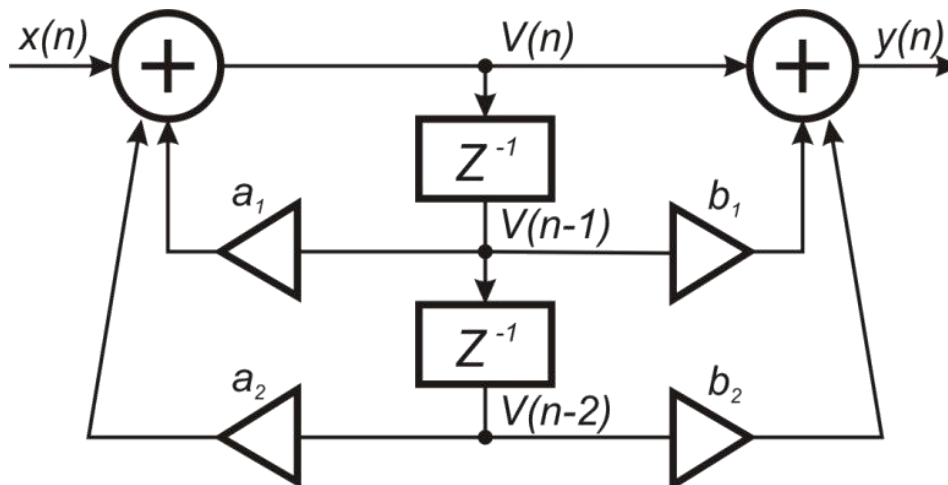 x(n)
V(n)
y(n)
+
+
Z⁻¹
a₁
V(n-1)
b₁
Z⁻¹
a₂
V(n-2)
b₂